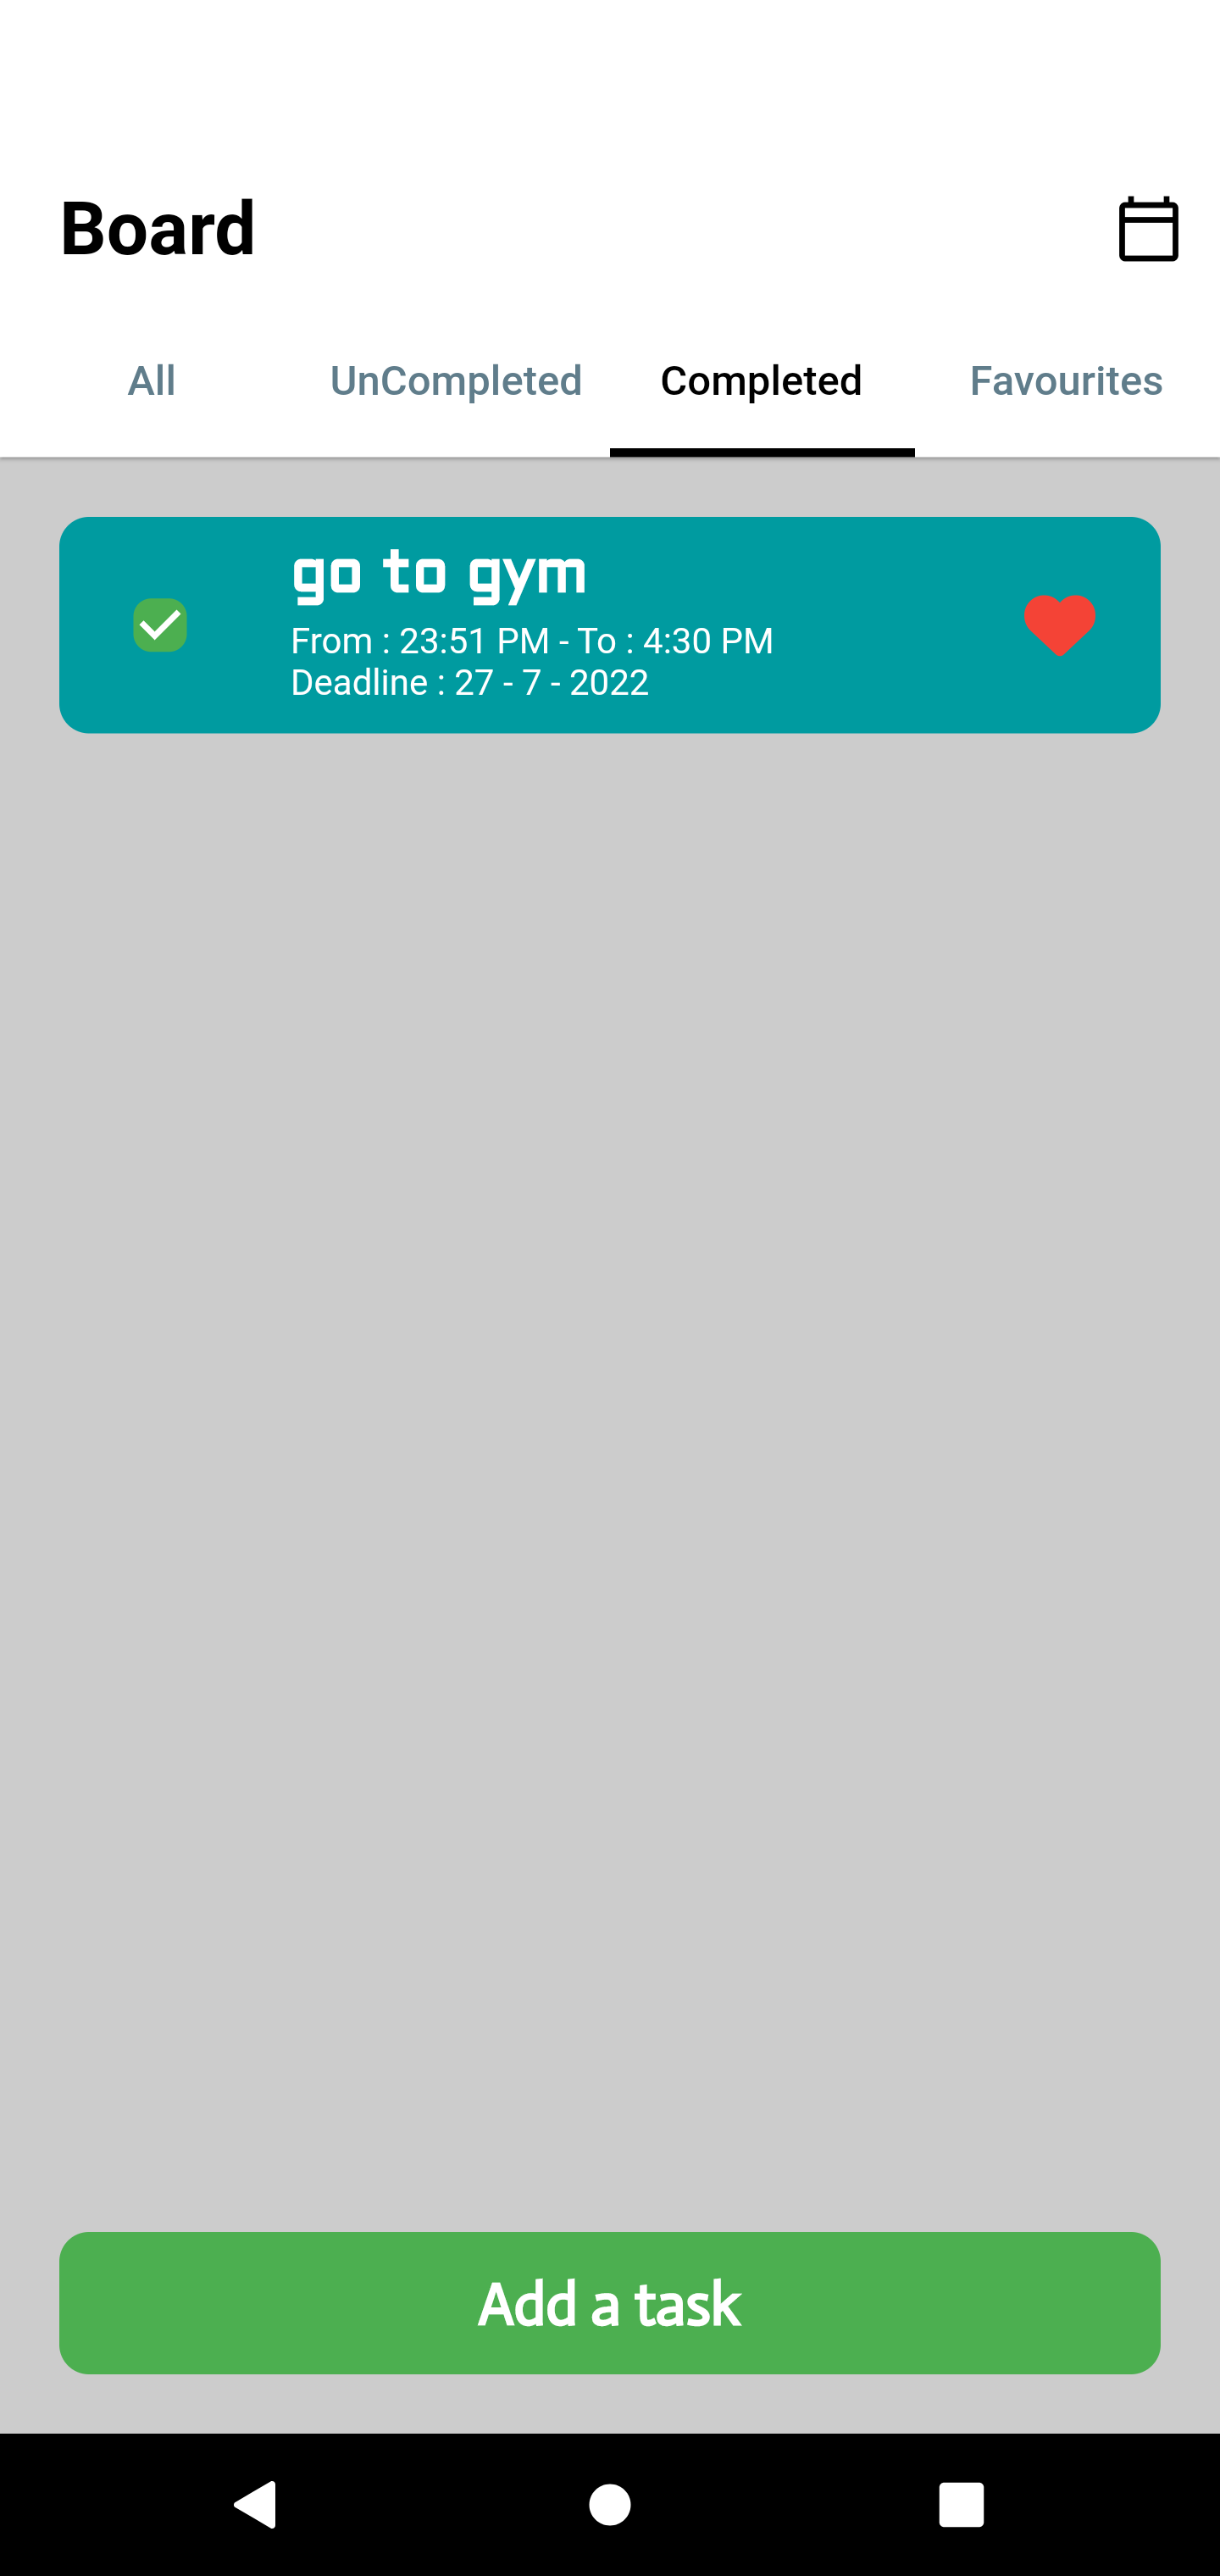 Board
All UnCompleted Completed Favourites
go to gym
From : 23:51 PM - To : 4:30 PM
Deadline : 27 - 7 - 2022
Add a task